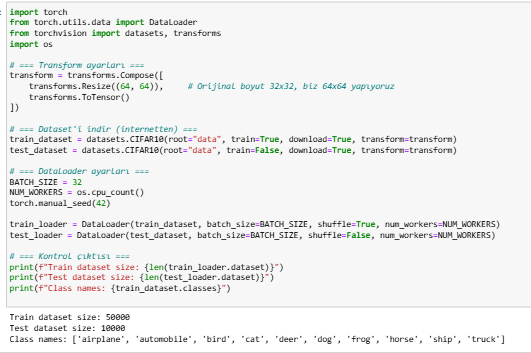 import torch
from torch.utils.data import DataLoader
from torchvision import datasets, transforms
import os
# === Transform ayarları ===
transform = transforms.Compose([
    transforms.Resize((64, 64)),     # Orijinal boyut 32x32, biz 64x64 yapıyoruz
    transforms.ToTensor()
])
# === Dataset'i indir (internetten) ===
train_dataset = datasets.CIFAR10(root="data", train=True, download=True, transform=transform)
test_dataset = datasets.CIFAR10(root="data", train=False, download=True, transform=transform)
# === DataLoader ayarları ===
BATCH_SIZE = 32
NUM_WORKERS = os.cpu_count()
torch.manual_seed(42)
train_loader = DataLoader(train_dataset, batch_size=BATCH_SIZE, shuffle=True, num_workers=NUM_WORKERS)
test_loader = DataLoader(test_dataset, batch_size=BATCH_SIZE, shuffle=False, num_workers=NUM_WORKERS)
# === Kontrol çıktısı ===
print(f"Train dataset size: {len(train_loader.dataset)}")
print(f"Test dataset size: {len(test_loader.dataset)}")
print(f"Class names: {train_dataset.classes}")
Train dataset size: 50000
Test dataset size: 10000
Class names: ['airplane', 'automobile', 'bird', 'cat', 'deer', 'dog', 'frog', 'horse', 'ship', 'truck']